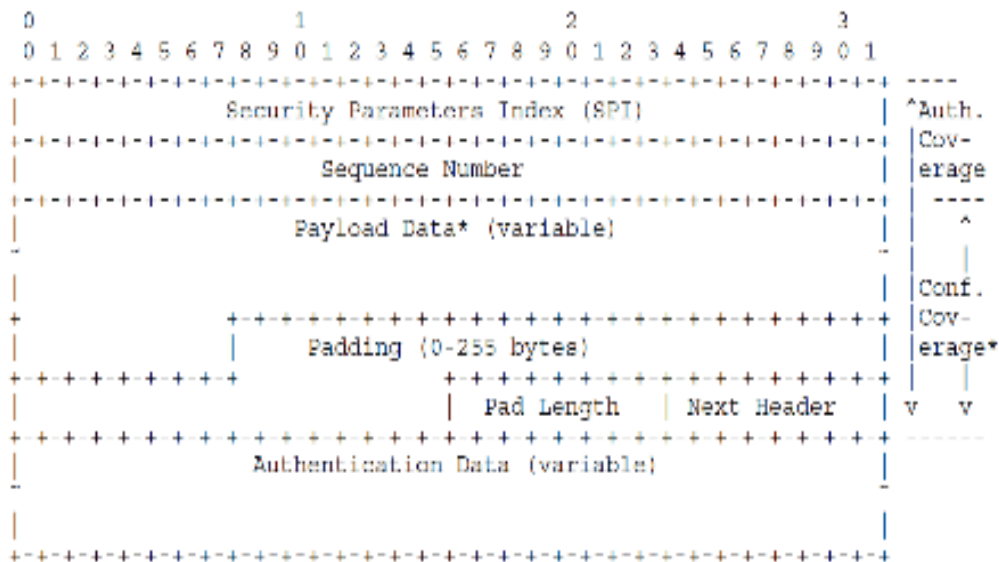 0 1 2 3
0 1 2 3 4 5 6 7 8 9 0 1 2 3 4 5 6 7 8 9 0 1 2 3 4 5 6 7 8 9 0 1
+-+-+-+-+-+-+-+-+-+-+-+-+-+-+-+-+-+-+-+-+-+-+-+-+-+-+-+-+-+-+-+-+ ----
| Security Parameters Index (SPI) | ^Auth.
+-+-+-+-+-+-+-+-+-+-+-+-+-+-+-+-+-+-+-+-+-+-+-+-+-+-+-+-+-+-+-+-+ |Cov-
| Sequence Number | |erage
+-+-+-+-+-+-+-+-+-+-+-+-+-+-+-+-+-+-+-+-+-+-+-+-+-+-+-+-+-+-+-+-+ | ----
| Payload Data* (variable) | | ^
~ ~ | |
| | |Conf.
+ +-+-+-+-+-+-+-+-+-+-+-+-+-+-+-+-+-+-+-+-+-+-+-+-+ |Cov-
| | Padding (0-255 bytes) | |erage*
+-+-+-+-+-+-+-+-+ +-+-+-+-+-+-+-+-+-+-+-+-+-+-+-+-+ | |
| | Pad Length | Next Header | v v
+-+-+-+-+-+-+-+-+-+-+-+-+-+-+-+-+-+-+-+-+-+-+-+-+-+-+-+-+-+-+-+-+ ------
| Authentication Data (variable) |
~ ~
| |
+-+-+-+-+-+-+-+-+-+-+-+-+-+-+-+-+-+-+-+-+-+-+-+-+-+-+-+-+-+-+-+-+